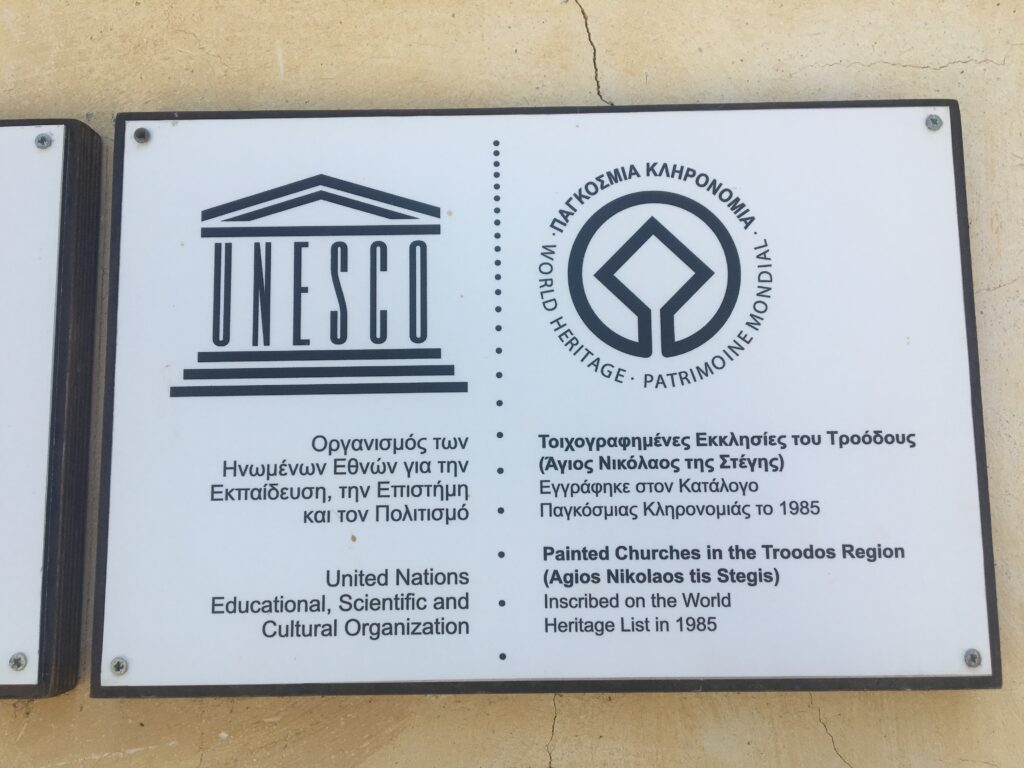 UNESCO
Οργανισμός των
Ηνωμένων Εθνών για την
Εκπαίδευση, την Επιστήμη
και τον Πολιτισμό
United Nations
Educational, Scientific and
Cultural Organization
· ΠΑΓΚΟΣΜΙΑ ΚΛΗΡΟΝΟΜΙΑ ·
WORLD HERITAGE · PATRIMOINE MONDIAL
Τοιχογραφημένες Εκκλησίες του Τροόδους
(Άγιος Νικόλαος της Στέγης)
Εγγράφηκε στον Κατάλογο
Παγκόσμιας Κληρονομιάς το 1985
Painted Churches in the Troodos Region
(Agios Nikolaos tis Stegis)
Inscribed on the World
Heritage List in 1985